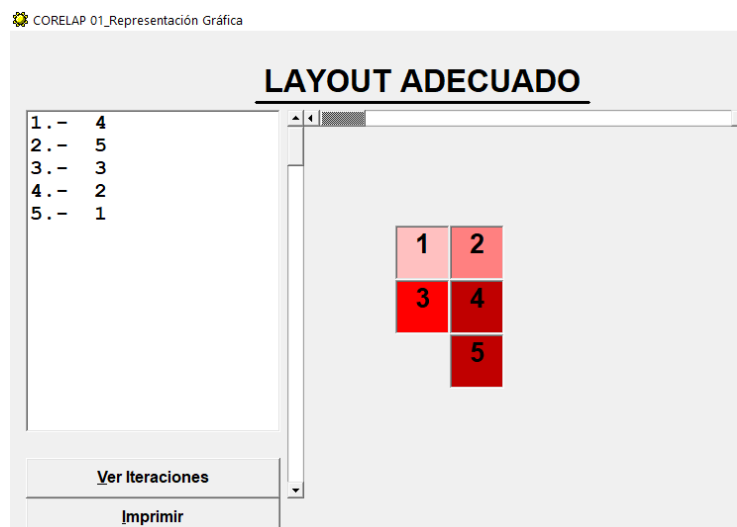 CORELAP 01_Representación Gráfica
LAYOUT ADECUADO
1.- 4
2.- 5
3.- 3
4.- 2
5.- 1
1 2
3 4
5
Ver Iteraciones
Imprimir